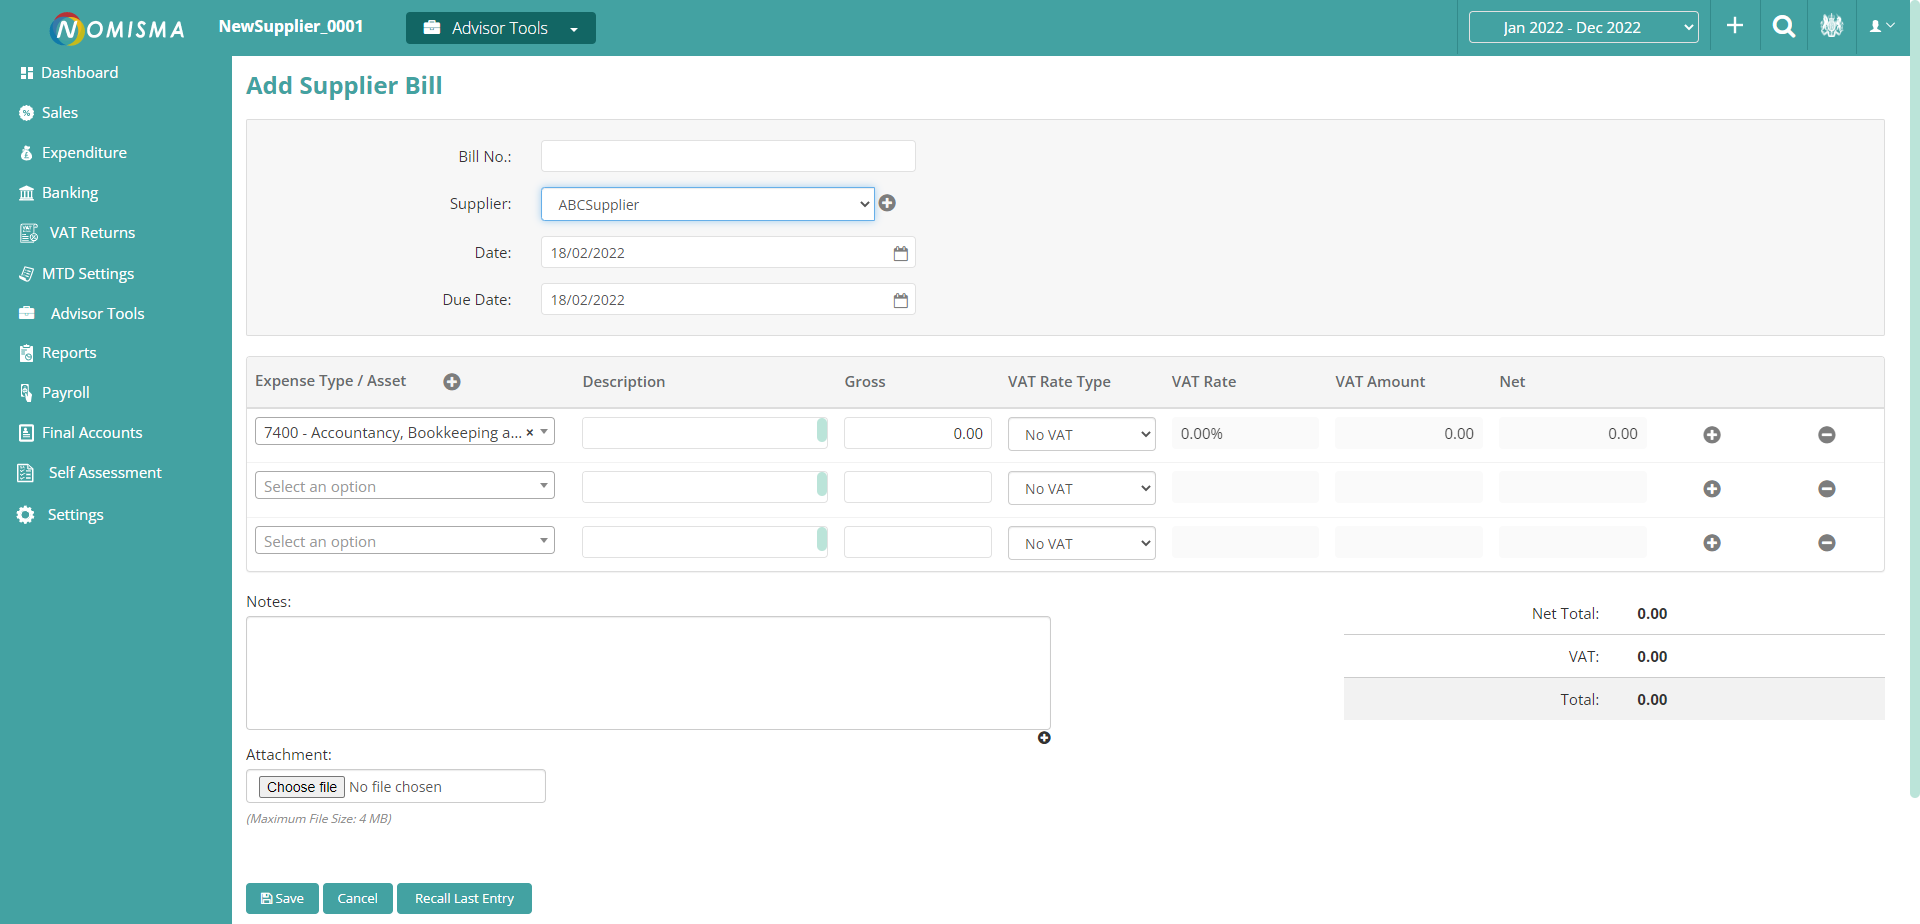 NOMISMA
NewSupplier_0001
Advisor Tools
Jan 2022 - Dec 2022
Dashboard
Sales
Expenditure
Banking
VAT Returns
MTD Settings
Advisor Tools
Reports
Payroll
Final Accounts
Self Assessment
Settings
Add Supplier Bill
Bill No.:
Supplier: ABCSupplier
Date: 18/02/2022
Due Date: 18/02/2022
Expense Type / Asset Description Gross VAT Rate Type VAT Rate VAT Amount Net
7400 - Accountancy, Bookkeeping a... × 0.00 No VAT 0.00% 0.00 0.00
Select an option No VAT
Select an option No VAT
Notes:
Net Total: 0.00
VAT: 0.00
Total: 0.00
Attachment:
Choose file No file chosen
(Maximum File Size: 4 MB)
Save Cancel Recall Last Entry